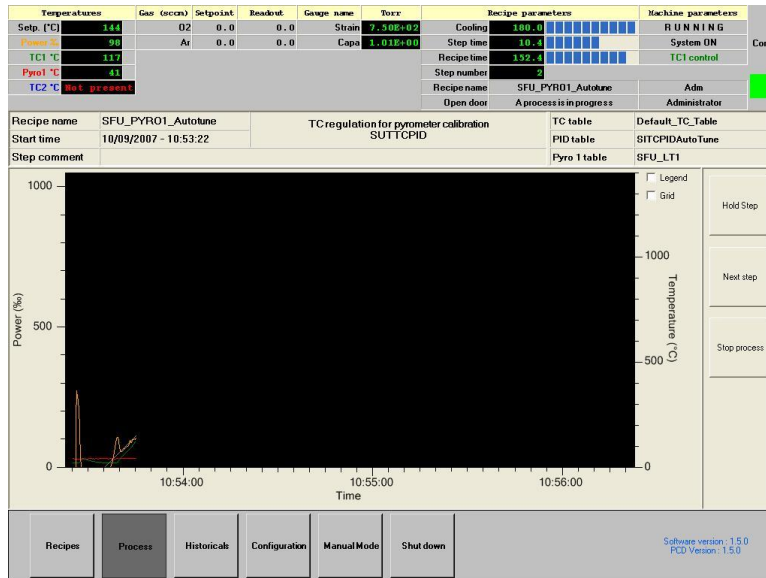 Temperatures Gas (sccm) Setpoint Readout Gauge name Torr Recipe parameters Machine parameters
Setp. (°C) 144 O2 0.0 0.0 Strain 7.50E+02 Cooling 180.0 RUNNING
Power ‰ 98 Ar 0.0 0.0 Capa 1.01E+00 Step time 10.4 System ON
TC1 °C 117 Recipe time 152.4 TC1 control
Pyro1 °C 41 Step number 2
TC2 °C Not present Recipe name SFU_PYRO1_Autotune Adm
Open door A process is in progress Administrator
Recipe name SFU_PYRO1_Autotune TC regulation for pyrometer calibration TC table Default_TC_Table
Start time 10/09/2007 - 10:53:22 SUTTCPID PID table SITCPIDAutoTune
Step comment Pyro 1 table SFU_LT1
Legend
Grid
1000
500
0
Power (‰)
1000
500
0
Temperature (°C)
10:54:00 10:55:00 10:56:00
Time
Hold Step
Next step
Stop process
Recipes Process Historicals Configuration Manual Mode Shut down
Software version : 1.5.0
PCD Version : 1.5.0